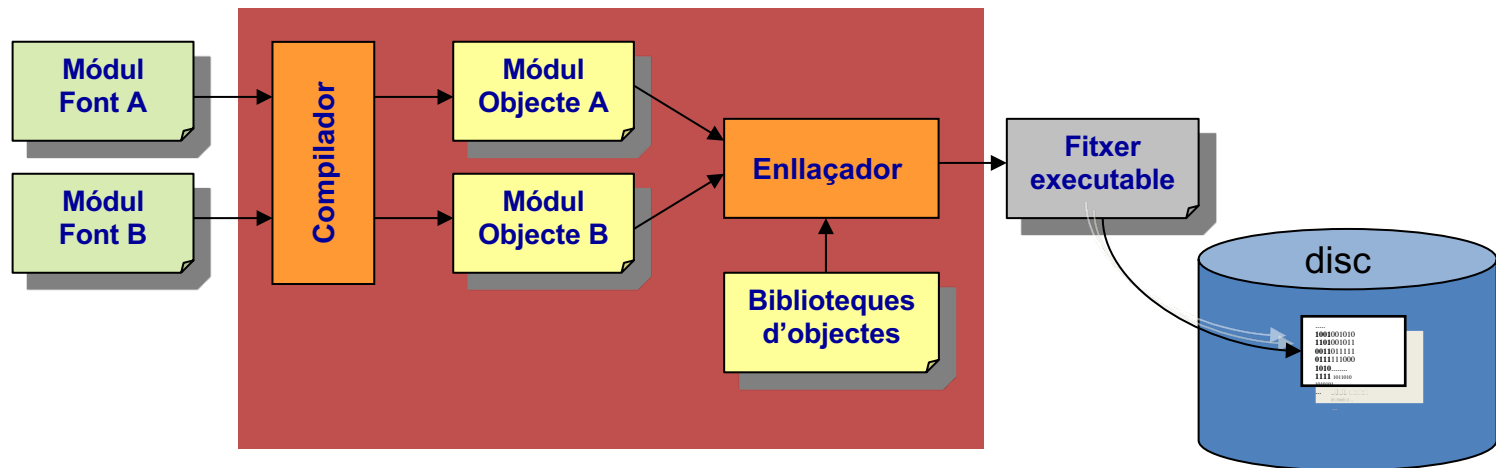 Módul
Font A
Módul
Font B
Compilador
Módul
Objecte A
Módul
Objecte B
Enllaçador
Biblioteques
d'objectes
Fitxer
executable
disc
.....
1001001010
1101001011
0011011111
0111111000
1010........
1111 1011010